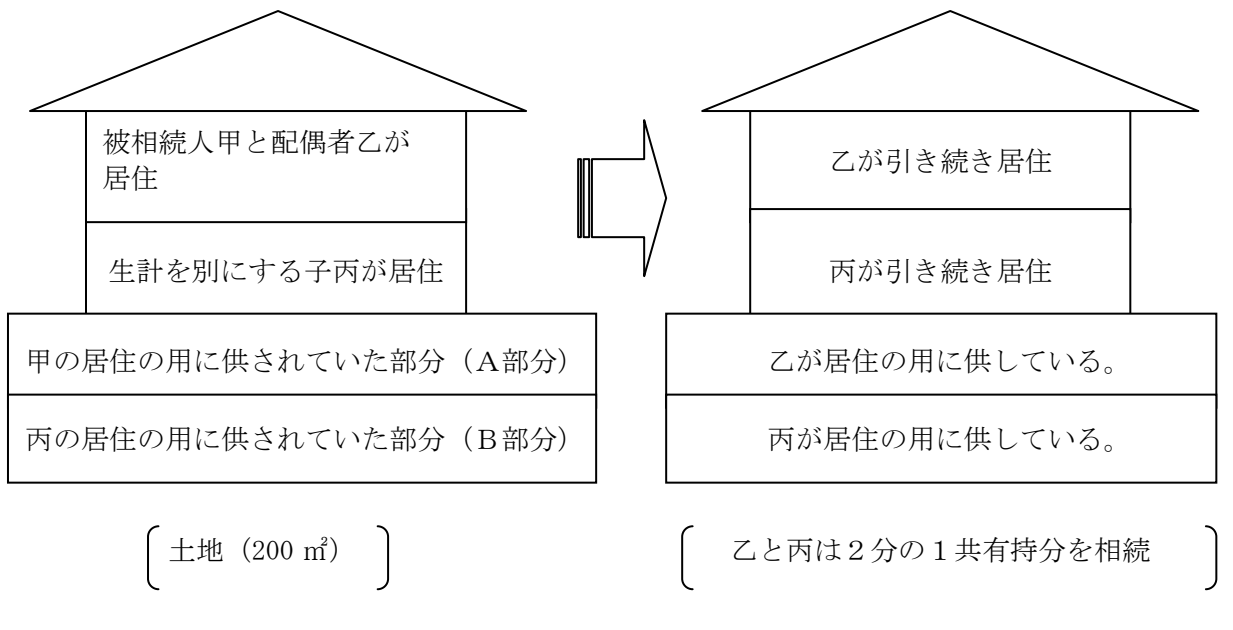 被相続人甲と配偶者乙が
居住
生計を別にする子丙が居住
甲の居住の用に供されていた部分（Ａ部分）
丙の居住の用に供されていた部分（Ｂ部分）
土地（200 ㎡）
乙が引き続き居住
丙が引き続き居住
乙が居住の用に供している。
丙が居住の用に供している。
乙と丙は２分の１共有持分を相続